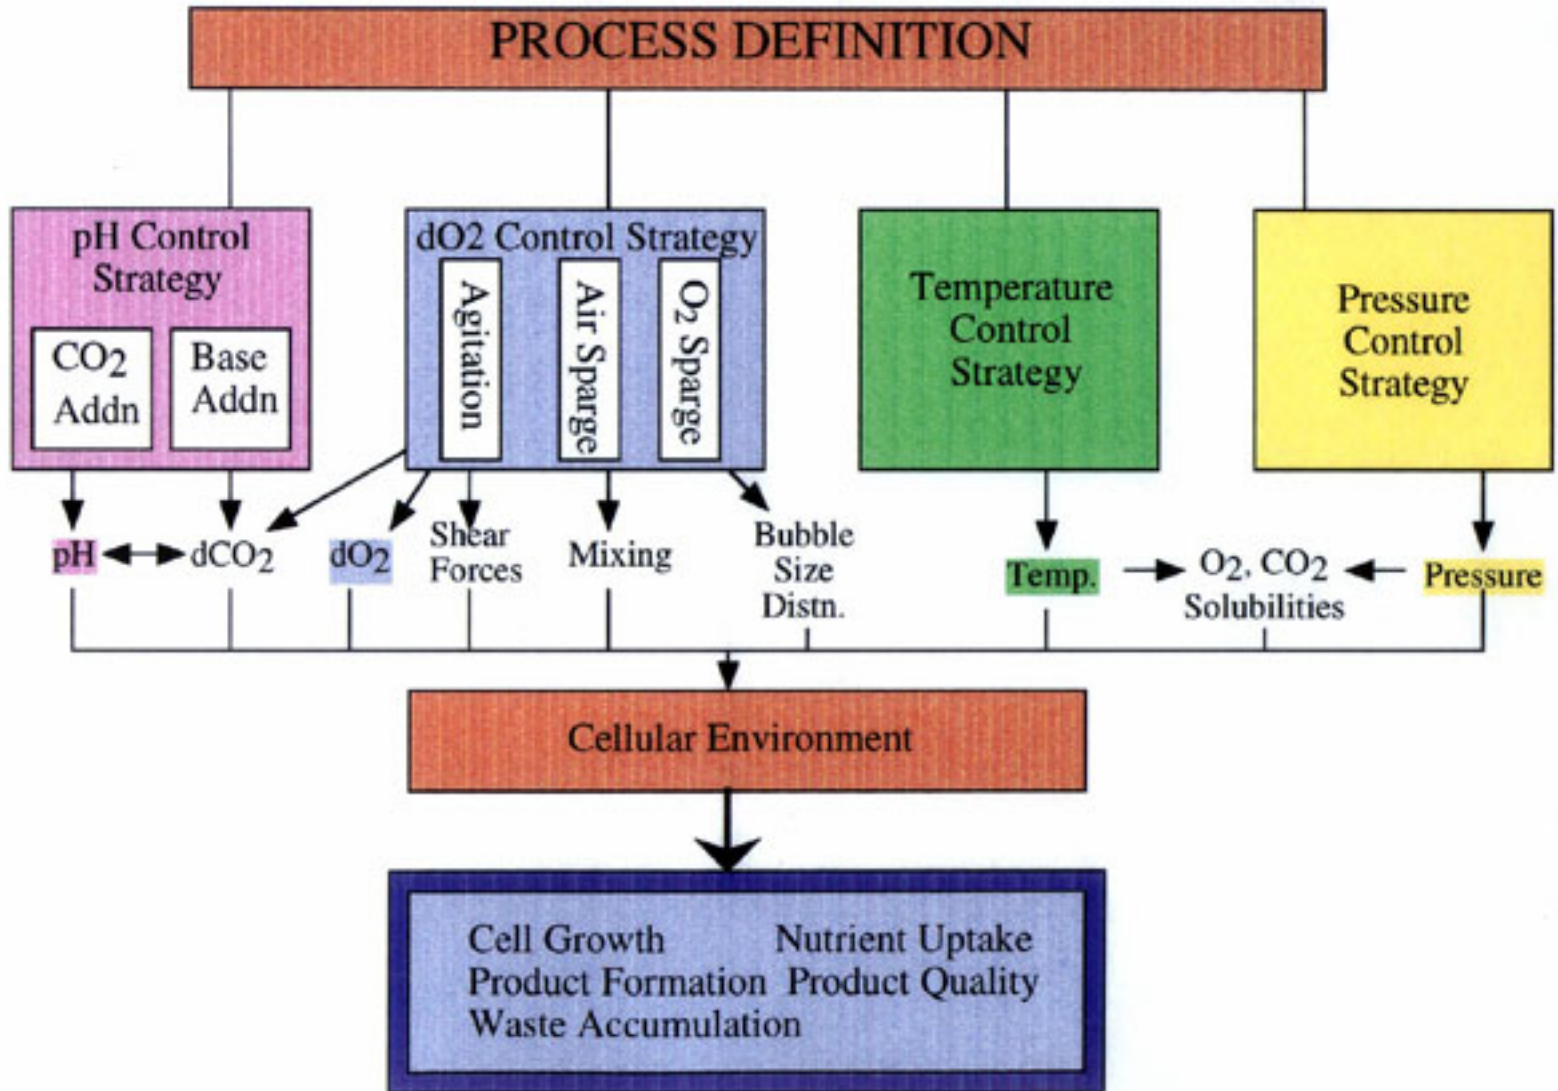 PROCESS DEFINITION
pH Control
Strategy
CO2
Addn
Base
Addn
dO2 Control Strategy
Agitation
Air Sparge
O2 Sparge
Temperature
Control
Strategy
Pressure
Control
Strategy
pH
dCO2
dO2
Shear
Forces
Mixing
Bubble
Size
Distn.
Temp.
O2, CO2
Solubilities
Pressure
Cellular Environment
Cell Growth Nutrient Uptake
Product Formation Product Quality
Waste Accumulation